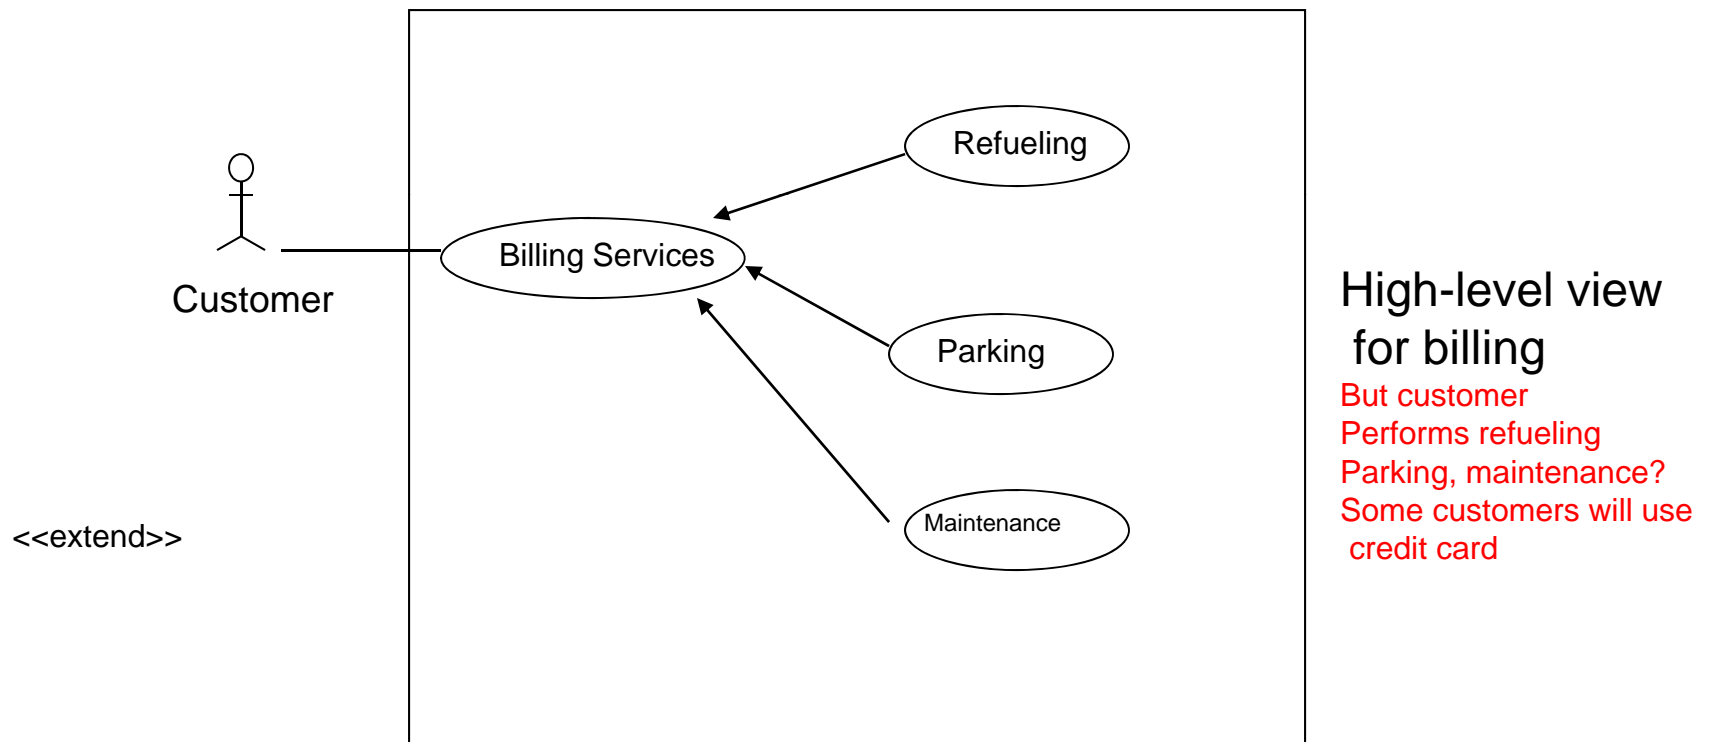 Refueling
Billing Services
Customer
Parking
Maintenance
<<extend>>
High-level view
for billing
But customer
Performs refueling
Parking, maintenance?
Some customers will use
credit card